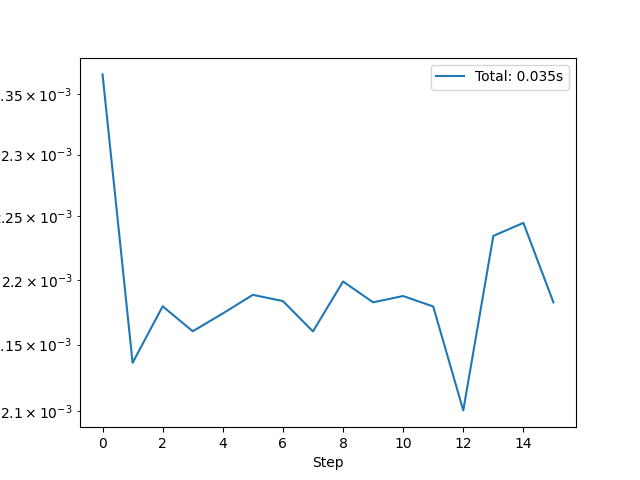 Total: 0.035s
.35 × 10⁻³
2.3 × 10⁻³
2.25 × 10⁻³
2.2 × 10⁻³
.15 × 10⁻³
2.1 × 10⁻³
0 2 4 6 8 10 12 14
Step